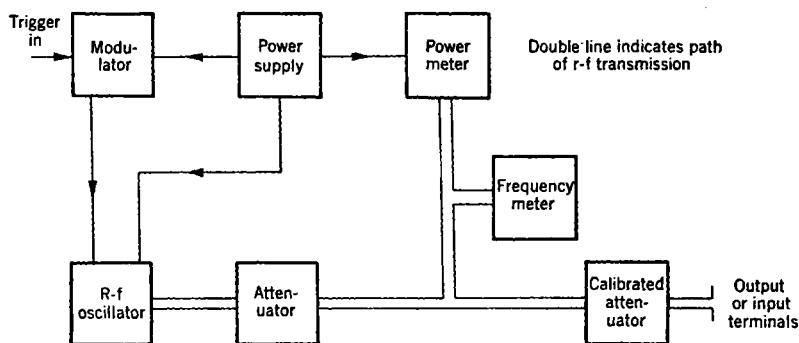 Trigger
in
Modu-
lator
Power
supply
Power
meter
Double line indicates path
of r-f transmission
Frequency
meter
R-f
oscillator
Atten-
uator
Calibrated
atten-
uator
Output
or input
terminals